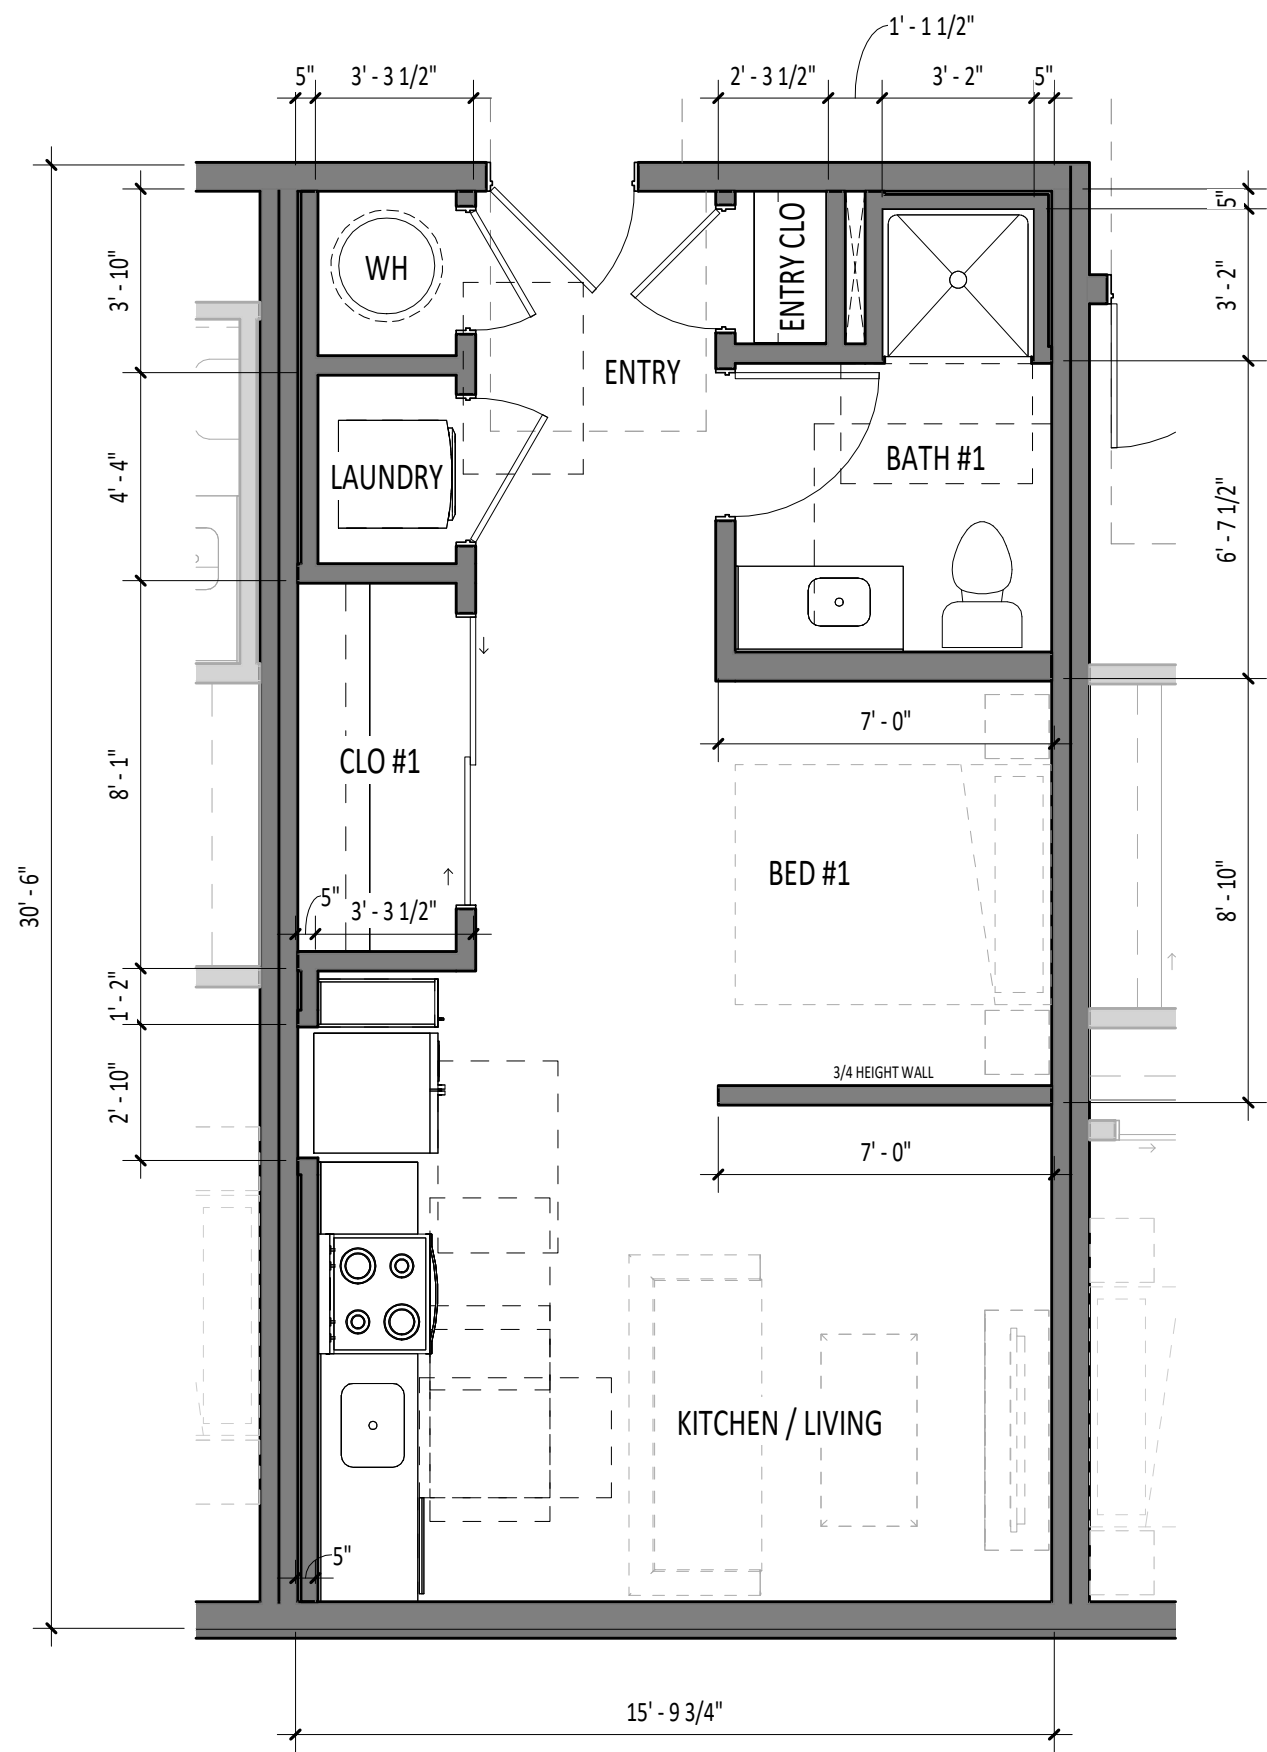 1' - 1 1/2"
5"
3' - 3 1/2"
2' - 3 1/2"
3' - 2"
5"
5"
3' - 10"
WH
ENTRY CLO
3' - 2"
ENTRY
BATH #1
4' - 4"
LAUNDRY
6' - 7 1/2"
7' - 0"
CLO #1
8' - 1"
BED #1
30' - 6"
5"
3' - 3 1/2"
8' - 10"
1' - 2"
3/4 HEIGHT WALL
2' - 10"
7' - 0"
KITCHEN / LIVING
5"
15' - 9 3/4"